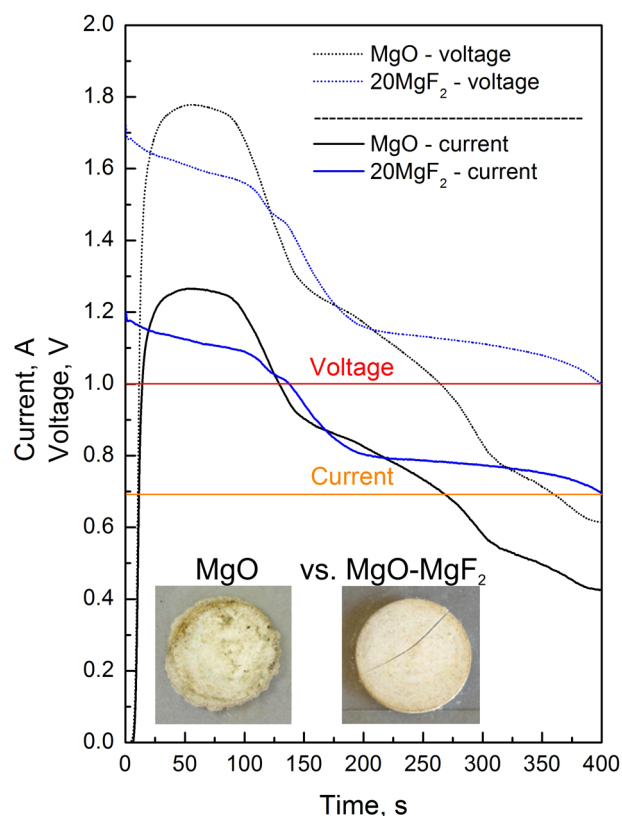 2.0
1.8
1.6
1.4
1.2
1.0
0.8
0.6
0.4
0.2
0.0
Current, A
Voltage, V
MgO - voltage
20MgF₂ - voltage
MgO - current
20MgF₂ - current
Voltage
Current
MgO vs. MgO-MgF₂
0 50 100 150 200 250 300 350 400
Time, s